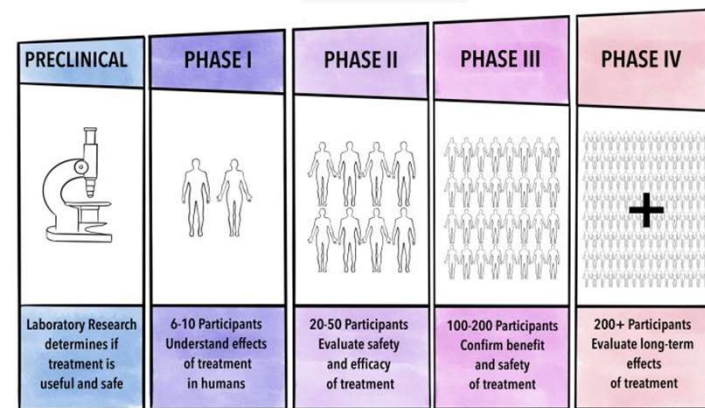 PRECLINICAL
PHASE I
PHASE II
PHASE III
PHASE IV
Laboratory Research
determines if
treatment is
useful and safe
6-10 Participants
Understand effects
of treatment
in humans
20-50 Participants
Evaluate safety
and efficacy
of treatment
100-200 Participants
Confirm benefit
and safety
of treatment
200+ Participants
Evaluate long-term
effects
of treatment